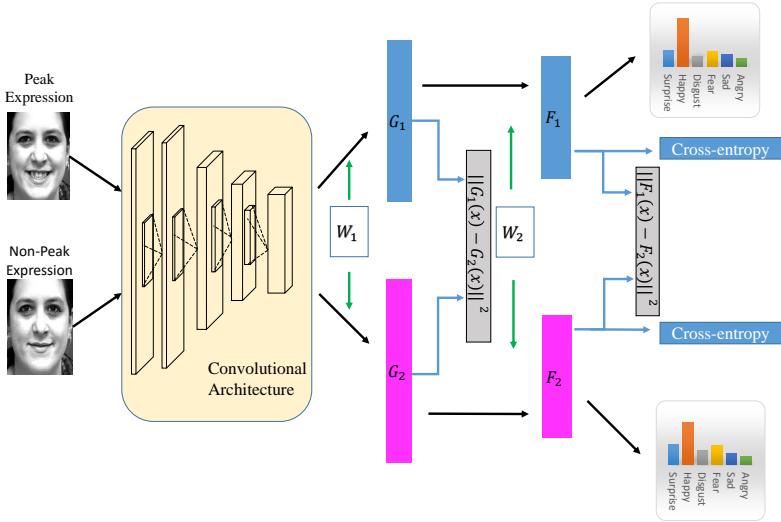 Peak
Expression
Non-Peak
Expression
Convolutional
Architecture
G₁
G₂
W₁
||G₁(x) − G₂(x)||²
W₂
F₁
F₂
Surprise
Happy
Disgust
Fear
Sad
Angry
Cross-entropy
||F₁(x) − F₂(x)||²
Cross-entropy
Surprise
Happy
Disgust
Fear
Sad
Angry